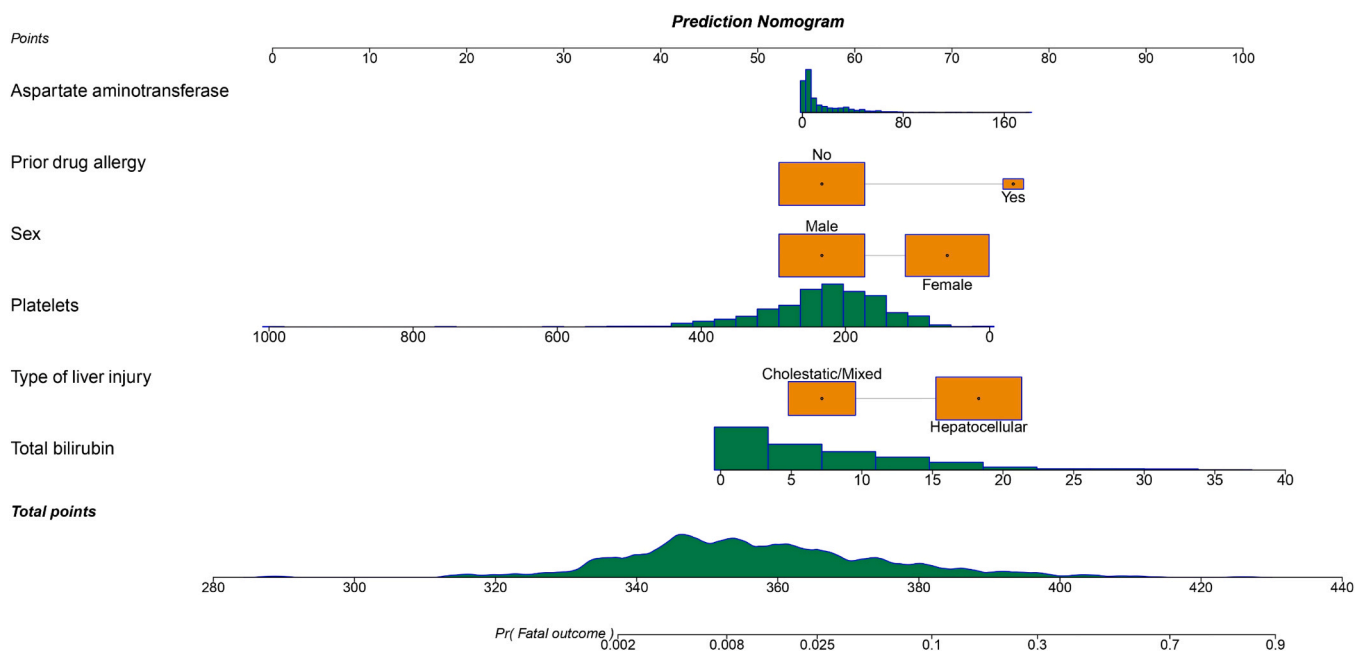 Prediction Nomogram
Points
0 10 20 30 40 50 60 70 80 90 100
Aspartate aminotransferase
0 80 160
Prior drug allergy
No
Yes
Sex
Male
Female
Platelets
1000 800 600 400 200 0
Type of liver injury
Cholestatic/Mixed
Hepatocellular
Total bilirubin
0 5 10 15 20 25 30 35 40
Total points
280 300 320 340 360 380 400 420 440
Pr( Fatal outcome )
0.002 0.008 0.025 0.1 0.3 0.7 0.9